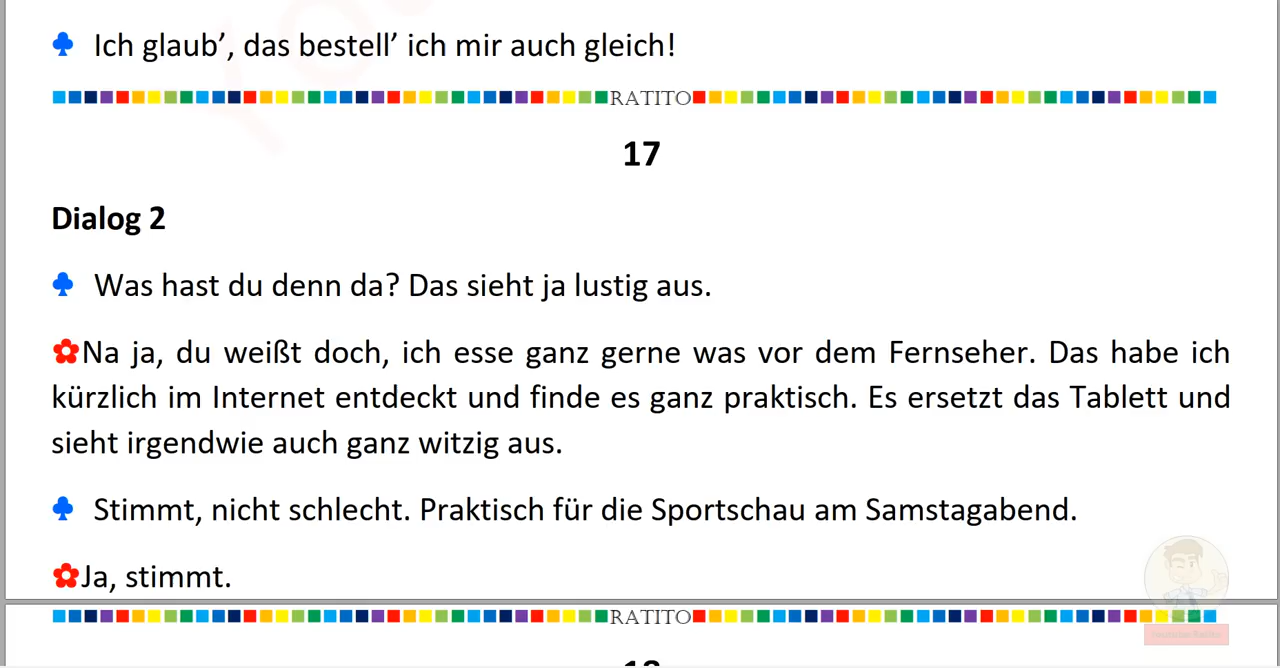 Ich glaub’, das bestell’ ich mir auch gleich!
RATITO
17
Dialog 2
Was hast du denn da? Das sieht ja lustig aus.
Na ja, du weißt doch, ich esse ganz gerne was vor dem Fernseher. Das habe ich
kürzlich im Internet entdeckt und finde es ganz praktisch. Es ersetzt das Tablett und
sieht irgendwie auch ganz witzig aus.
Stimmt, nicht schlecht. Praktisch für die Sportschau am Samstagabend.
Ja, stimmt.
RATITO